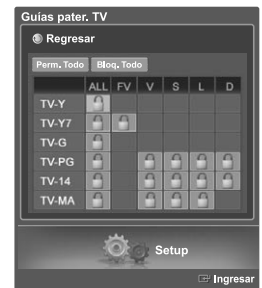 Guías pater. TV
Regresar
Perm. Todo Bloq. Todo
ALL FV V S L D
TV-Y
TV-Y7
TV-G
TV-PG
TV-14
TV-MA
Setup
Ingresar